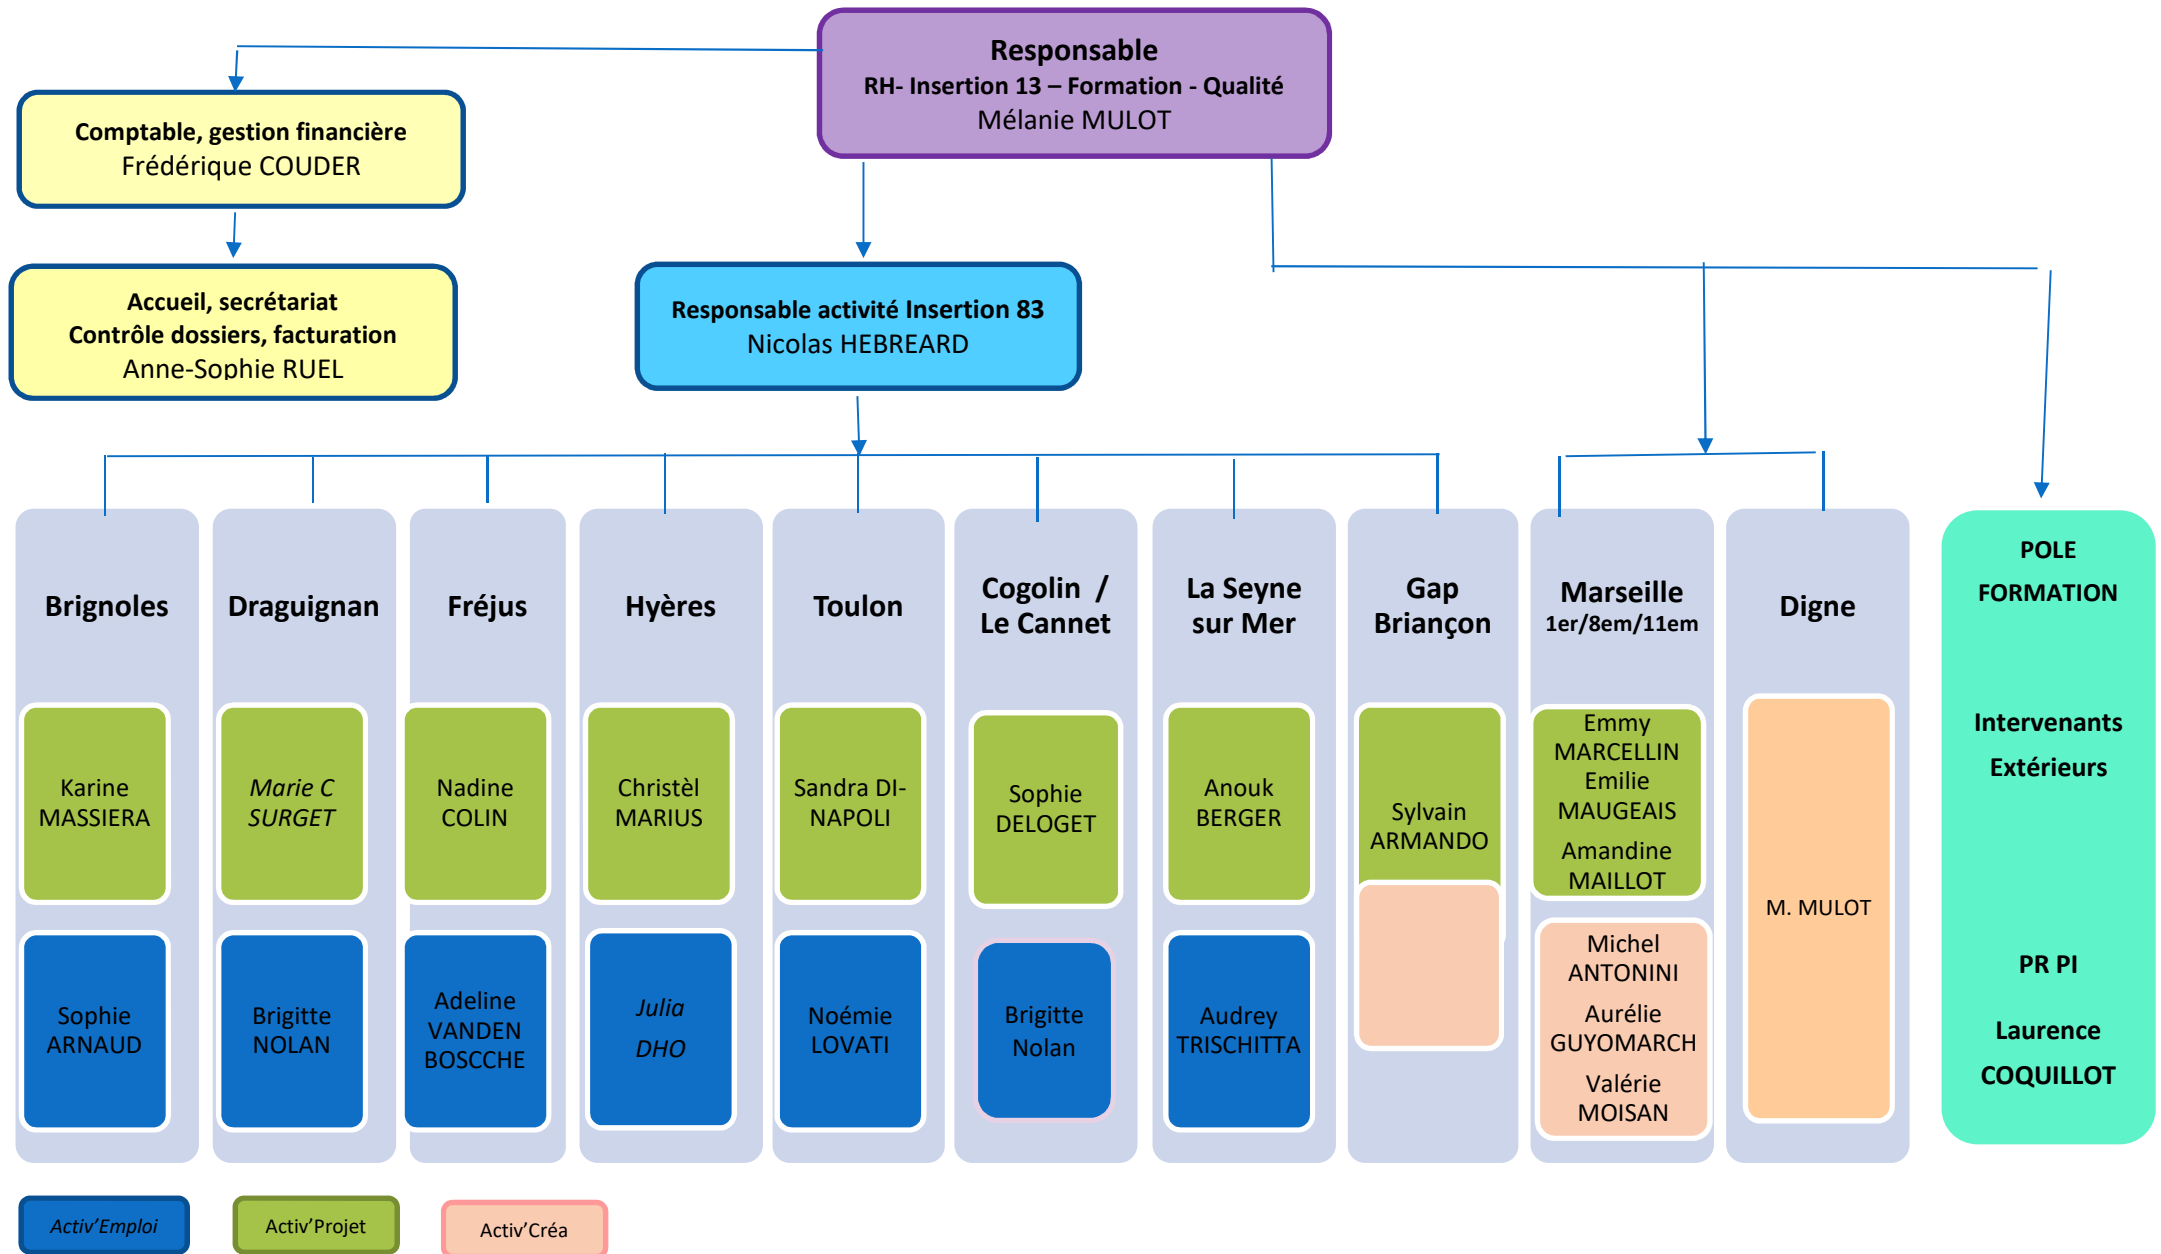 Responsable
RH- Insertion 13 – Formation - Qualité
Mélanie MULOT
Comptable, gestion financière
Frédérique COUDER
Accueil, secrétariat
Contrôle dossiers, facturation
Anne-Sophie RUEL
Responsable activité Insertion 83
Nicolas HEBREARD
Brignoles
Karine
MASSIERA
Sophie
ARNAUD
Draguignan
Marie C
SURGET
Brigitte
NOLAN
Fréjus
Nadine
COLIN
Adeline
VANDEN
BOSCCHE
Hyères
Christèl
MARIUS
Julia
DHO
Toulon
Sandra DI-
NAPOLI
Noémie
LOVATI
Cogolin /
Le Cannet
Sophie
DELOGET
Brigitte
Nolan
La Seyne
sur Mer
Anouk
BERGER
Audrey
TRISCHITTA
Gap
Briançon
Sylvain
ARMANDO
Marseille
1er/8em/11em
Emmy
MARCELLIN
Emilie
MAUGEAIS
Amandine
MAILLOT
Michel
ANTONINI
Aurélie
GUYOMARCH
Valérie
MOISAN
Digne
M. MULOT
POLE
FORMATION
Intervenants
Extérieurs
PR PI
Laurence
COQUILLOT
Activ'Emploi
Activ'Projet
Activ'Créa